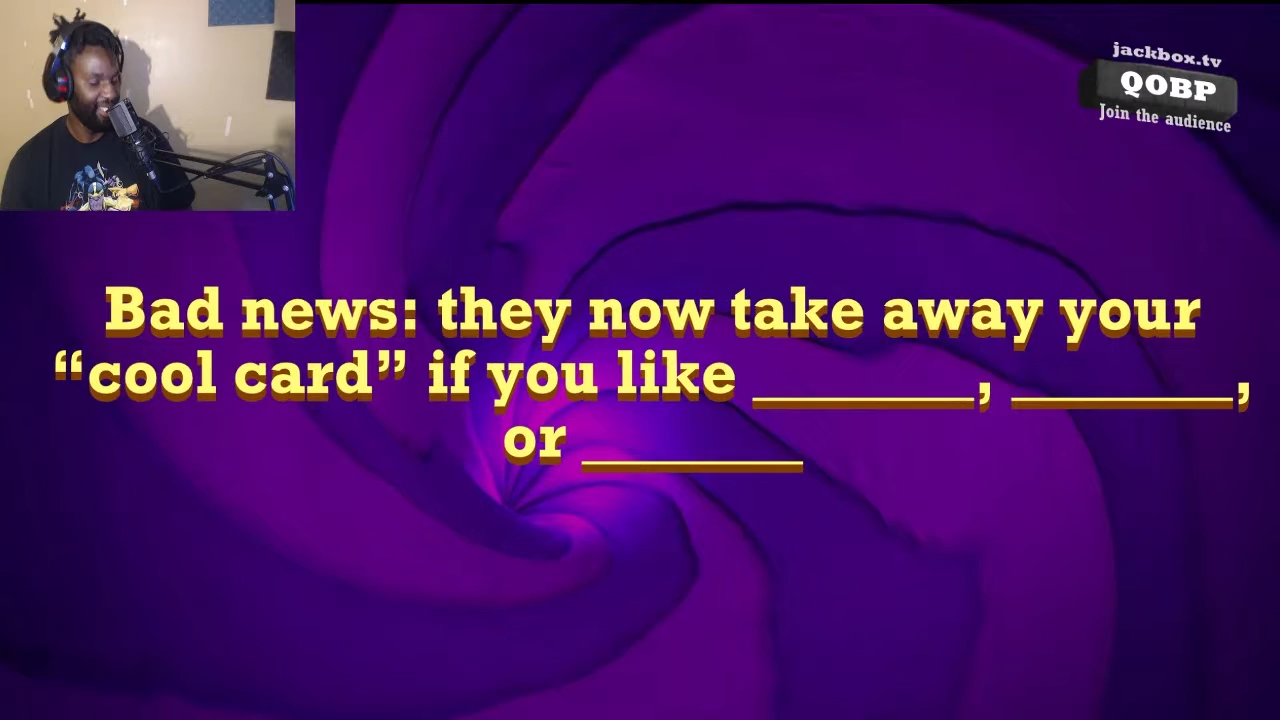 jackbox.tv
QOBP
Join the audience
Bad news: they now take away your
“cool card” if you like ________, ________,
or ________